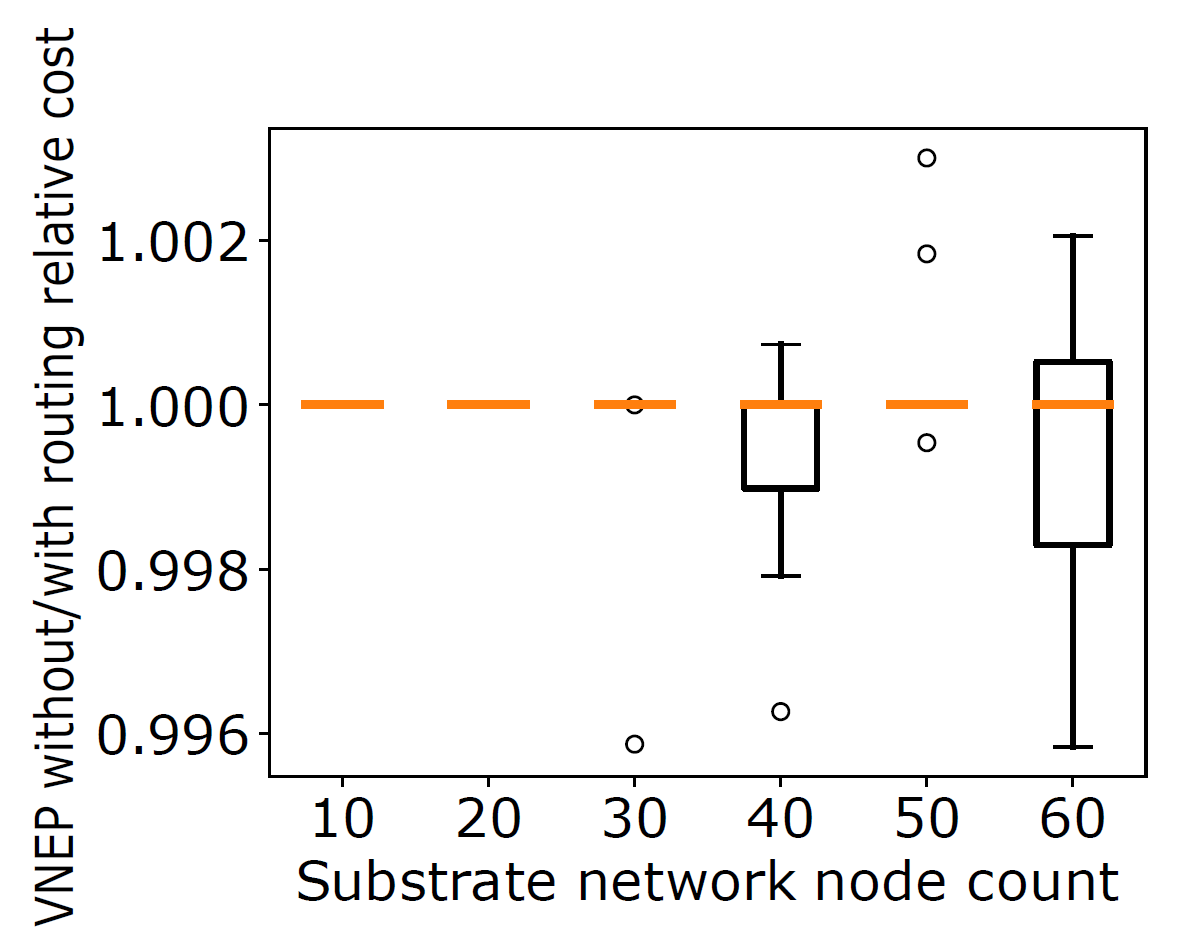 VNEP without/with routing relative cost
1.002
1.000
0.998
0.996
10 20 30 40 50 60
Substrate network node count